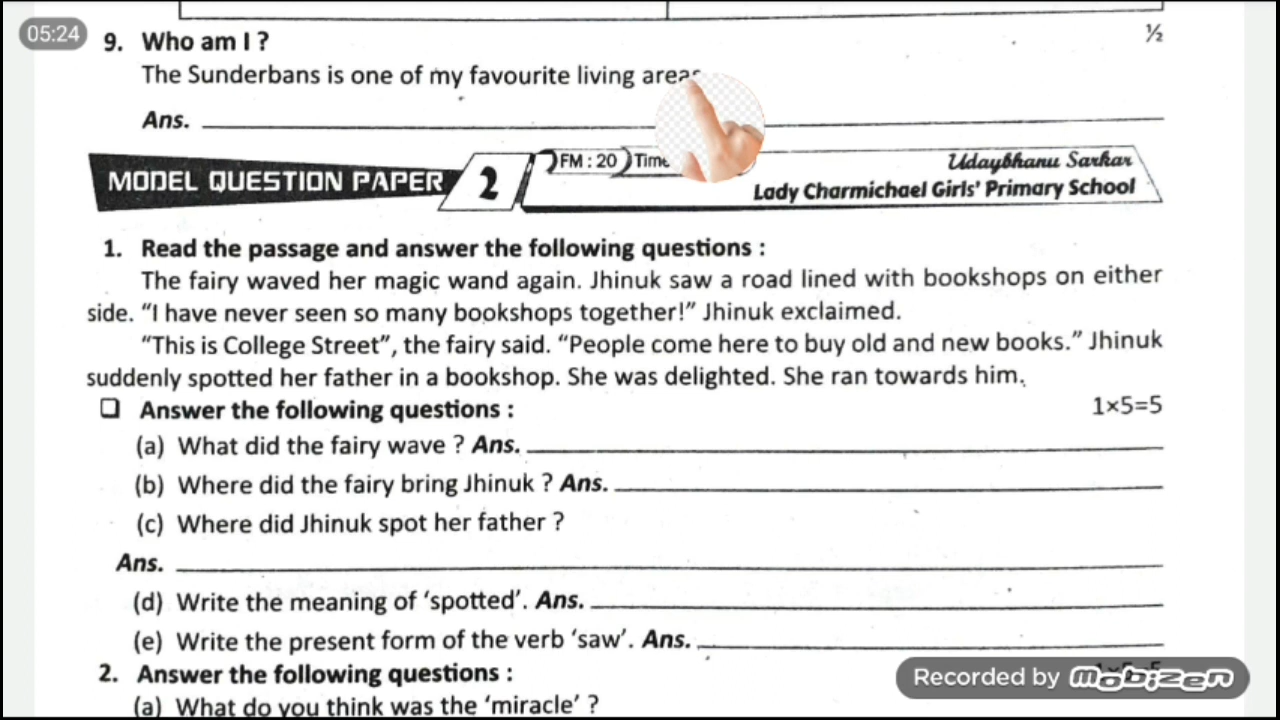 05:24
½
9. Who am I ?
The Sunderbans is one of my favourite living areas
Ans.
MODEL QUESTION PAPER 2 FM : 20 Time Udaybhanu Sarkar
Lady Charmichael Girls' Primary School
1. Read the passage and answer the following questions :
The fairy waved her magic wand again. Jhinuk saw a road lined with bookshops on either
side. “I have never seen so many bookshops together!” Jhinuk exclaimed.
“This is College Street”, the fairy said. “People come here to buy old and new books.” Jhinuk
suddenly spotted her father in a bookshop. She was delighted. She ran towards him.
❑ Answer the following questions : 1×5=5
(a) What did the fairy wave ? Ans.
(b) Where did the fairy bring Jhinuk ? Ans.
(c) Where did Jhinuk spot her father ?
Ans.
(d) Write the meaning of ‘spotted’. Ans.
(e) Write the present form of the verb ‘saw’. Ans.
2. Answer the following questions :
Recorded by mobizen
(a) What do you think was the ‘miracle’ ?